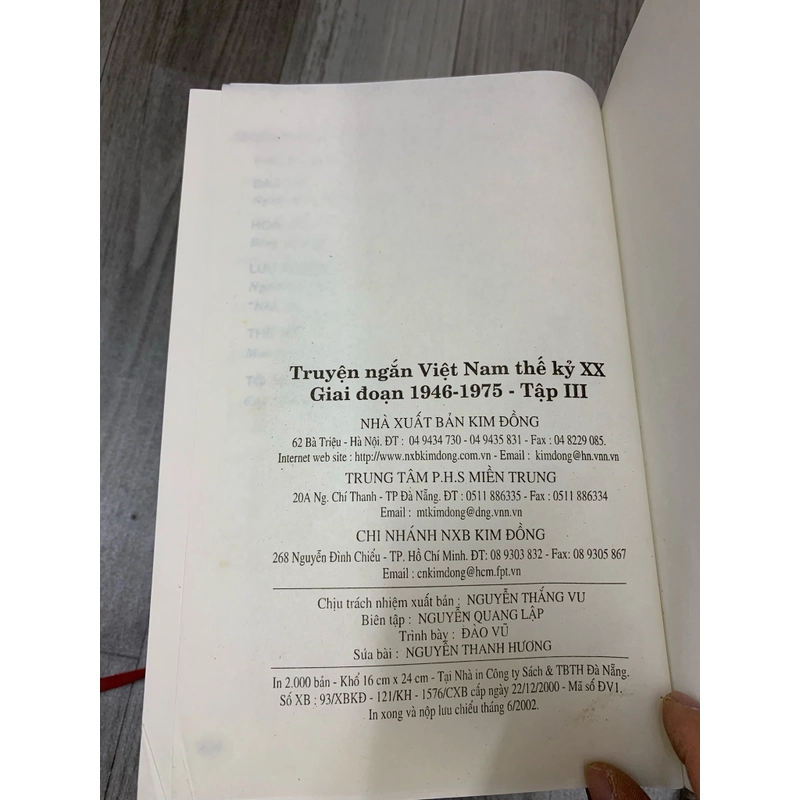 Truyện ngắn Việt Nam thế kỷ XX
Giai đoạn 1946-1975 - Tập III
NHÀ XUẤT BẢN KIM ĐỒNG
62 Bà Triệu - Hà Nội. ĐT : 04 9434 730 - 04 9435 831 - Fax : 04 8229 085.
Internet web site : http://www.nxbkimdong.com.vn - Email : kimdong@hn.vnn.vn
TRUNG TÂM P.H.S MIỀN TRUNG
20A Ng. Chí Thanh - TP Đà Nẵng. ĐT : 0511 886335 - Fax : 0511 886334
Email : mtkimdong@dng.vnn.vn
CHI NHÁNH NXB KIM ĐỒNG
268 Nguyễn Đình Chiểu - TP. Hồ Chí Minh. ĐT: 08 9303 832 - Fax: 08 9305 867
Email : cnkimdong@hcm.fpt.vn
Chịu trách nhiệm xuất bản : NGUYỄN THẮNG VU
Biên tập : NGUYỄN QUANG LẬP
Trình bày : ĐÀO VŨ
Sửa bài : NGUYỄN THANH HƯƠNG
In 2.000 bản - Khổ 16 cm x 24 cm - Tại Nhà in Công ty Sách & TBTH Đà Nẵng.
Số XB : 93/XBKĐ - 121/KH - 1576/CXB cấp ngày 22/12/2000 - Mã số ĐV1.
In xong và nộp lưu chiểu tháng 6/2002.